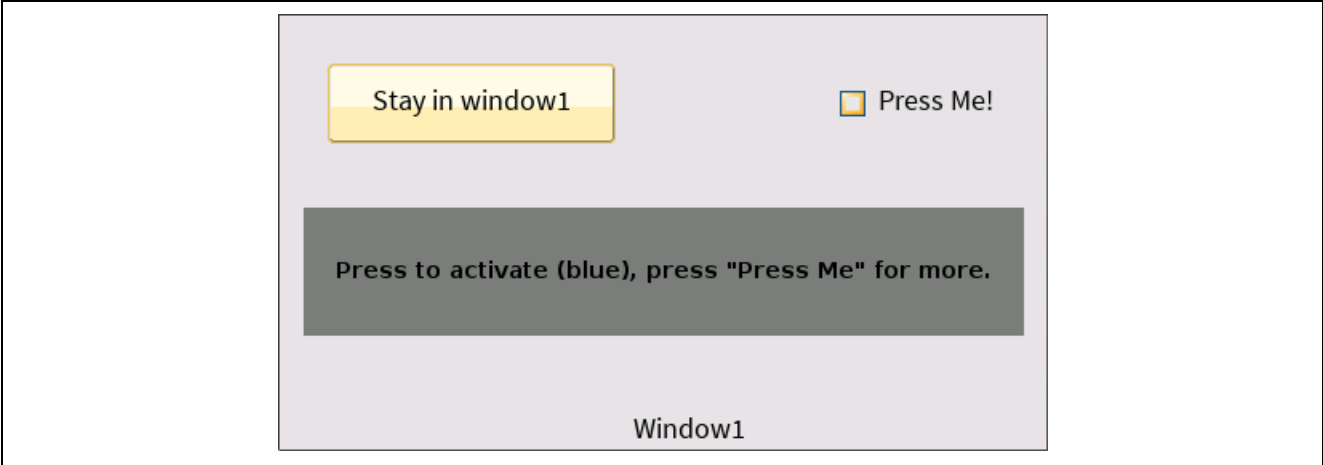 Stay in window1
Press Me!
Press to activate (blue), press "Press Me" for more.
Window1